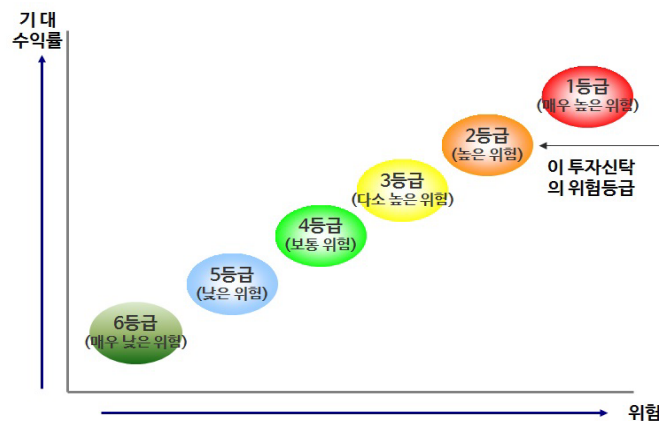 기 대
수익률
1등급
(매우 높은 위험)
2등급
(높은 위험)
이 투자신탁
의 위험등급
3등급
(다소 높은 위험)
4등급
(보통 위험)
5등급
(낮은 위험)
6등급
(매우 낮은 위험)
위험